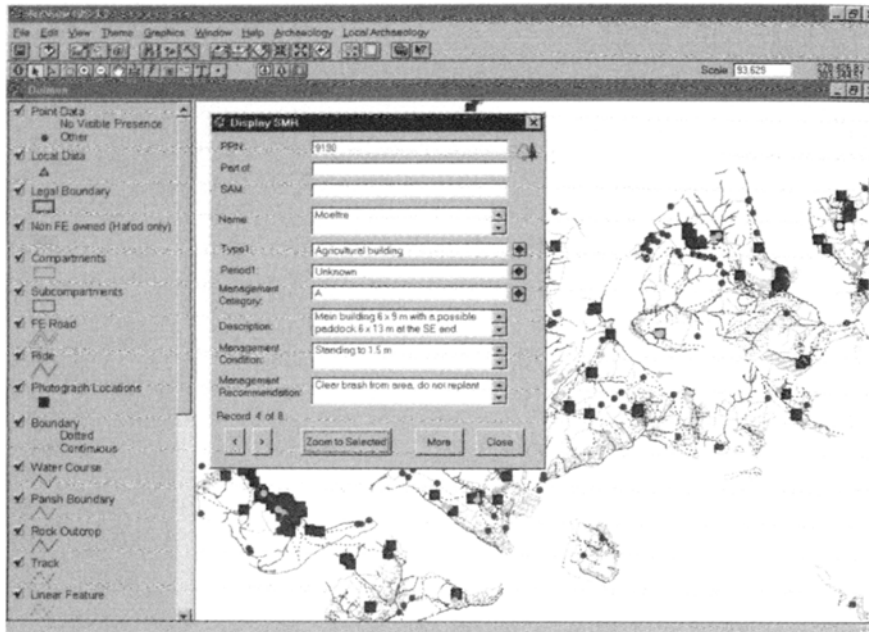 File Edit View Theme Graphics Window Help Archaeology Local Archaeology
Scale 93,629
Point Data
No Visible Presence
Other
Local Data
Legal Boundary
Non FE owned (Hafod only)
Compartments
Subcompartments
FE Road
Ride
Photograph Locations
Boundary
Dotted
Continuous
Water Course
Parish Boundary
Rock Outcrop
Track
Linear Feature
Display SMR
PRN:
Part of:
SAM:
Name: Moeltre
Type1: Agricultural building
Period1: Unknown
Management Category: A
Description: Main building 6 x 9 m with a possible
paddock 6 x 13 m at the SE end
Management Condition: Standing to 1.5 m
Management Recommendation: Clear brash from area, do not replant
Record 4 of 8
< > Zoom to Selected More Close